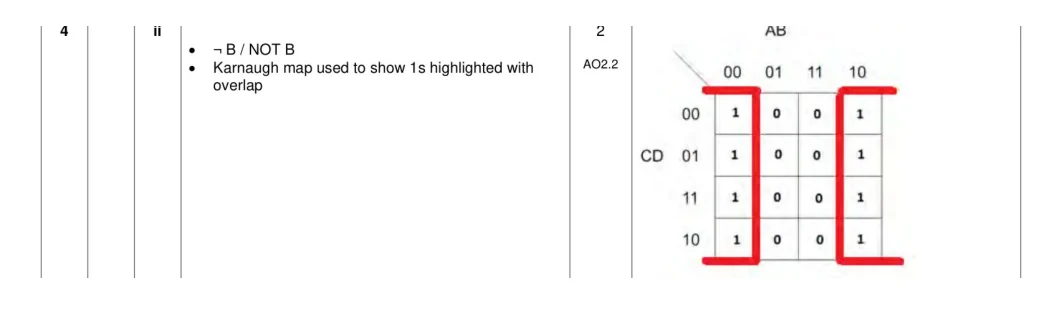 4 ii 2 AB
• ¬ B / NOT B
• Karnaugh map used to show 1s highlighted with
overlap
AO2.2
00 01 11 10
00 1 0 0 1
CD 01 1 0 0 1
11 1 0 0 1
10 1 0 0 1